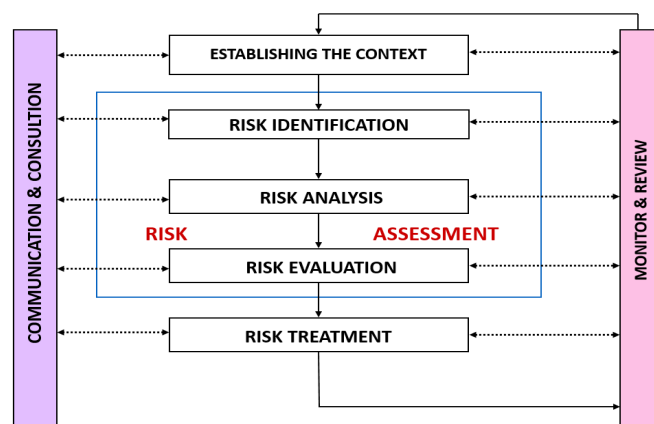 ESTABLISHING THE CONTEXT
RISK IDENTIFICATION
RISK ANALYSIS
RISK ASSESSMENT
RISK EVALUATION
RISK TREATMENT
COMMUNICATION & CONSULTION
MONITOR & REVIEW